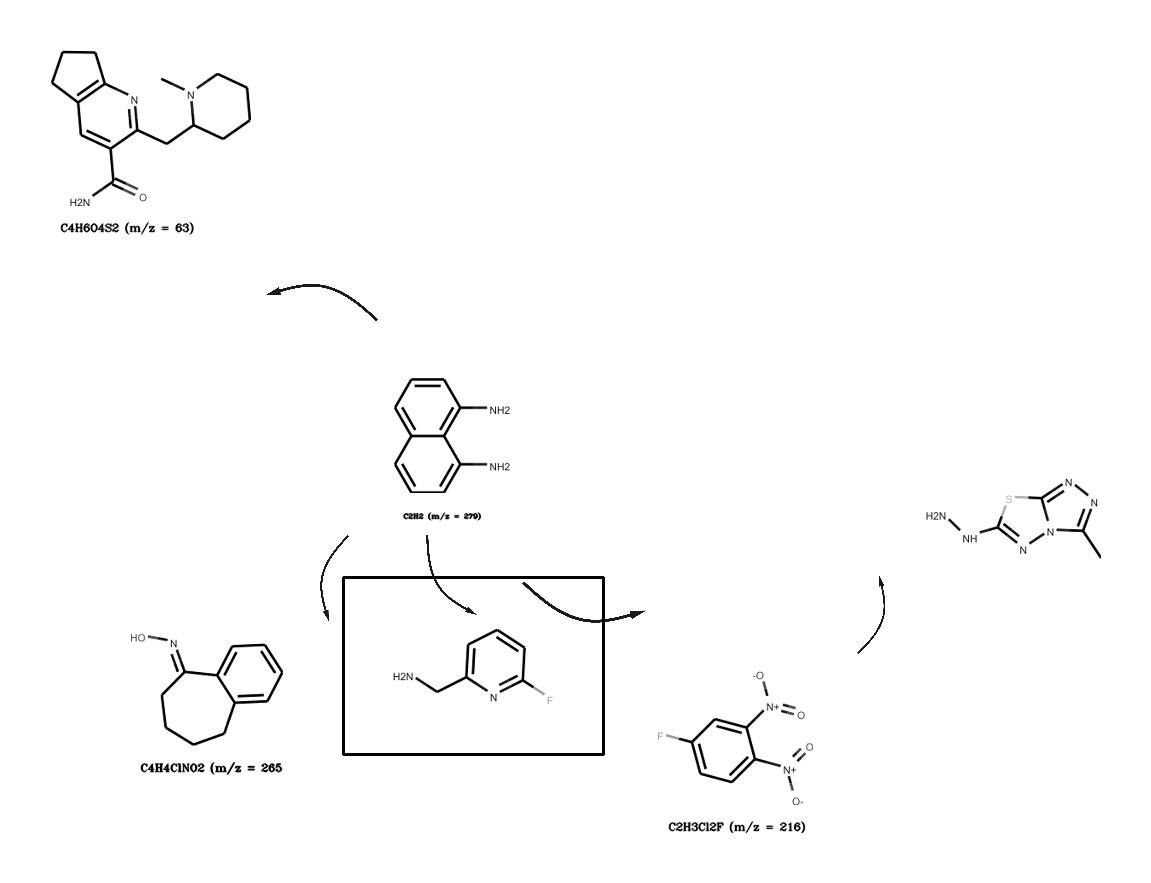 N
N
H2N
O
C4H6O4S2 (m/z = 63)
NH2
NH2
C2H2 (m/z = 279)
N
S
N
H2N
N
NH
N
HO
N
H2N
N
F
-O
N+
O
F
O
N+
O-
C4H4ClNO2 (m/z = 265
C2H3Cl2F (m/z = 216)